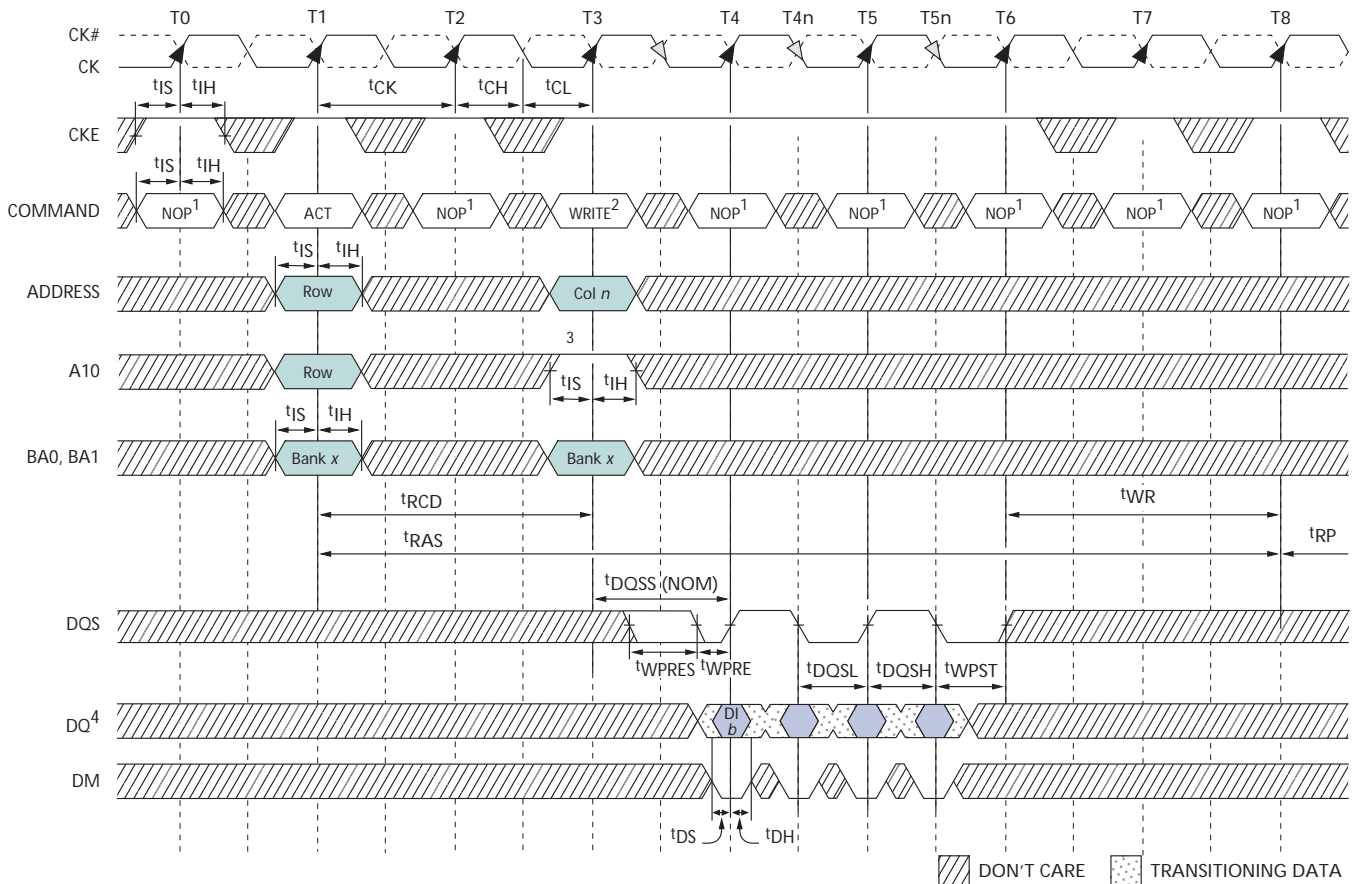 T0 T1 T2 T3 T4 T4n T5 T5n T6 T7 T8
CK#
CK
tIS tIH tCK tCH tCL
CKE
tIS tIH
COMMAND NOP1 ACT NOP1 WRITE2 NOP1 NOP1 NOP1 NOP1 NOP1
tIS tIH
ADDRESS Row Col n
3
A10 Row
tIS tIH
tIS tIH
BA0, BA1 Bank x Bank x
tRCD tWR
tRAS tRP
tDQSS (NOM)
DQS
tWPRES tWPRE tDQSL tDQSH tWPST
DQ4 DI
b
DM
tDS tDH
DON'T CARE TRANSITIONING DATA